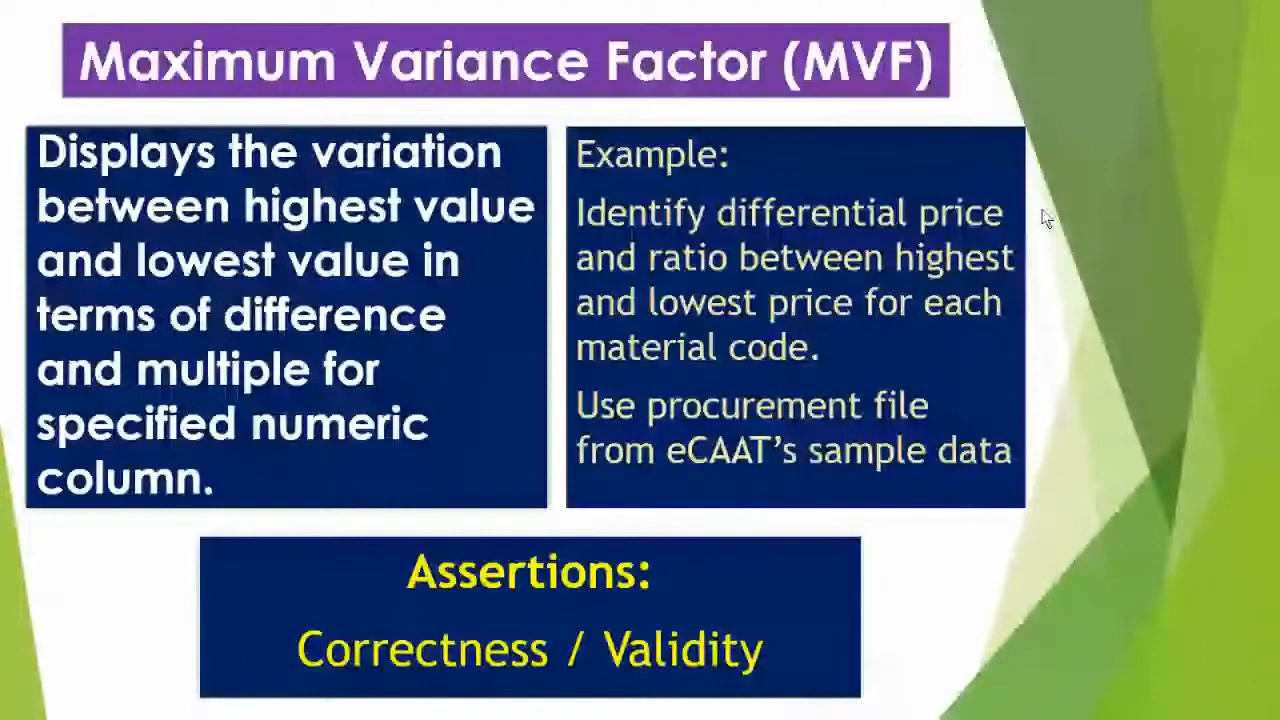 Maximum Variance Factor (MVF)
Displays the variation
between highest value
and lowest value in
terms of difference
and multiple for
specified numeric
column.
Example:
Identify differential price
and ratio between highest
and lowest price for each
material code.
Use procurement file
from eCAAT’s sample data
Assertions:
Correctness / Validity